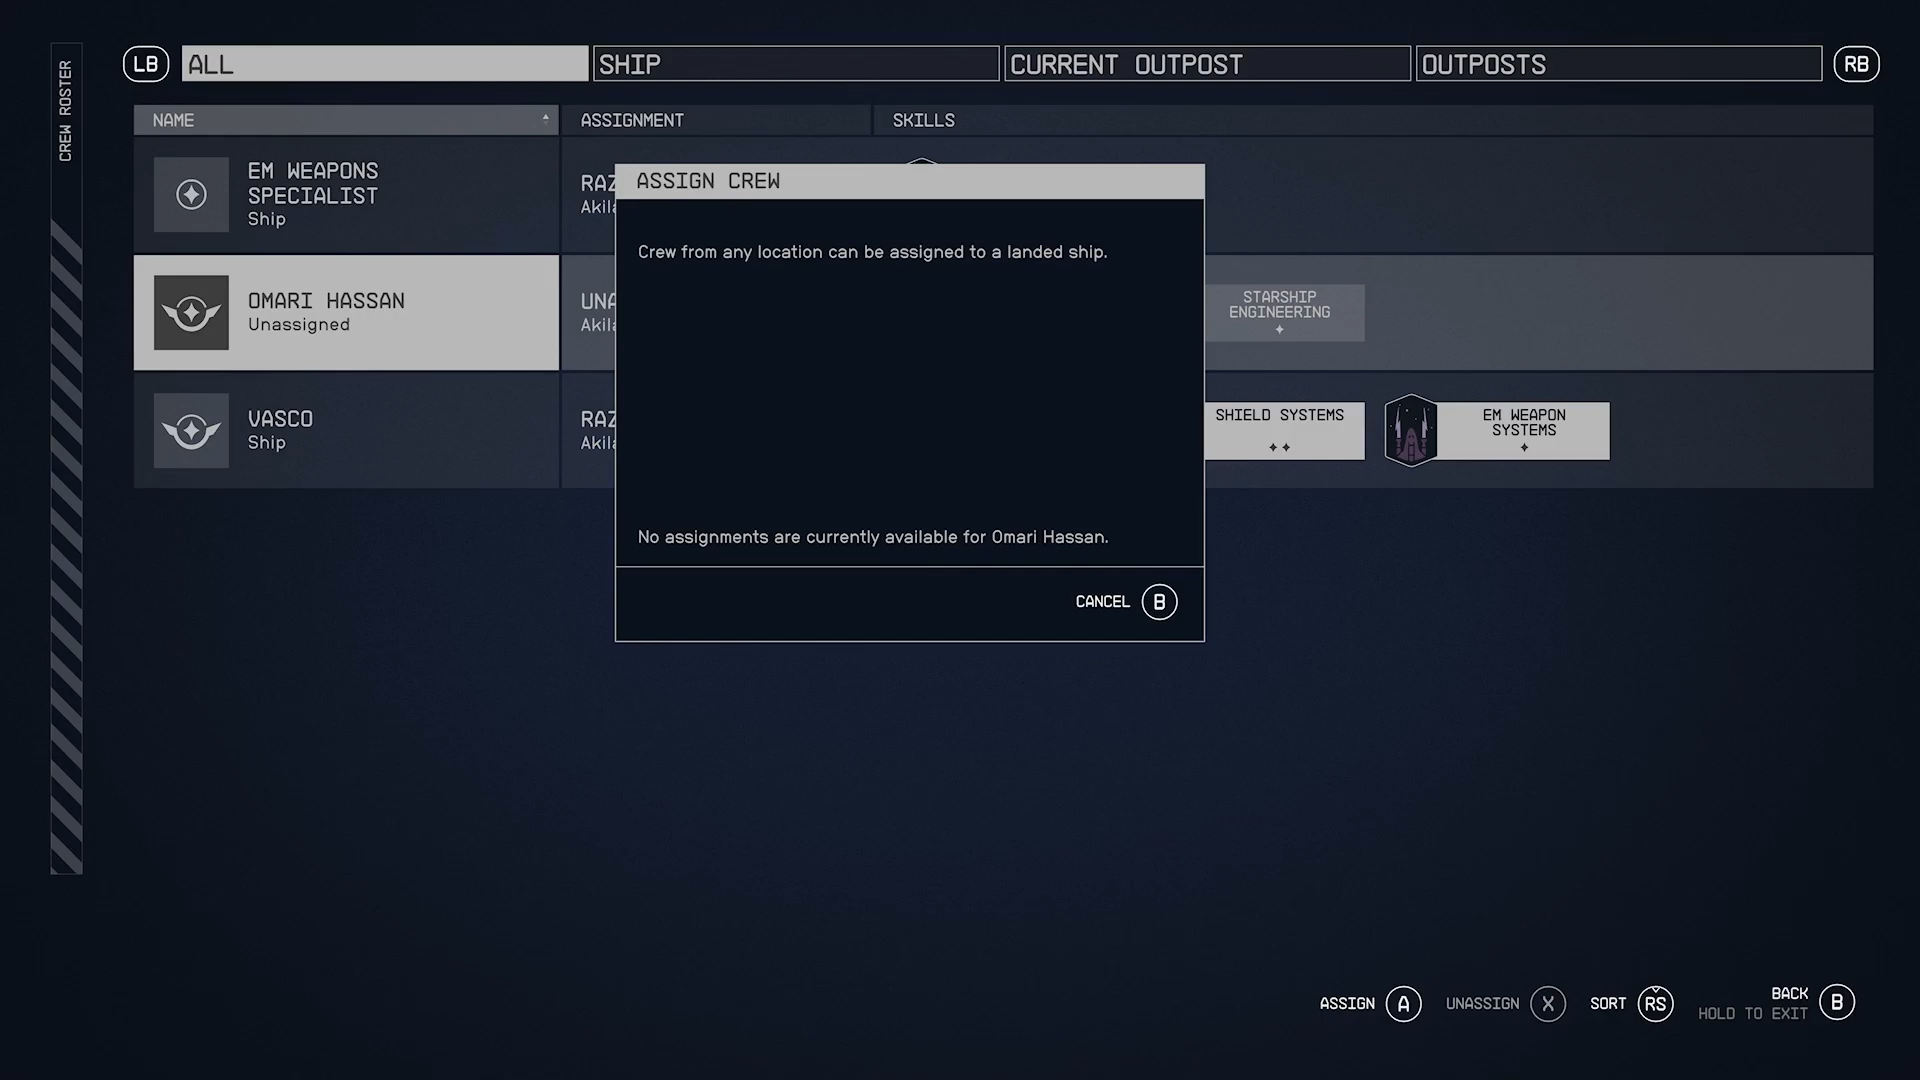 CREW ROSTER
LB
ALL
SHIP
CURRENT OUTPOST
OUTPOSTS
RB
NAME
ASSIGNMENT
SKILLS
EM WEAPONS
SPECIALIST
Ship
RAZ
Akila
ASSIGN CREW
Crew from any location can be assigned to a landed ship.
OMARI HASSAN
Unassigned
UNA
Akila
STARSHIP
ENGINEERING
VASCO
Ship
RAZ
Akila
SHIELD SYSTEMS
EM WEAPON
SYSTEMS
No assignments are currently available for Omari Hassan.
CANCEL B
ASSIGN A
UNASSIGN X
SORT RS
BACK B
HOLD TO EXIT